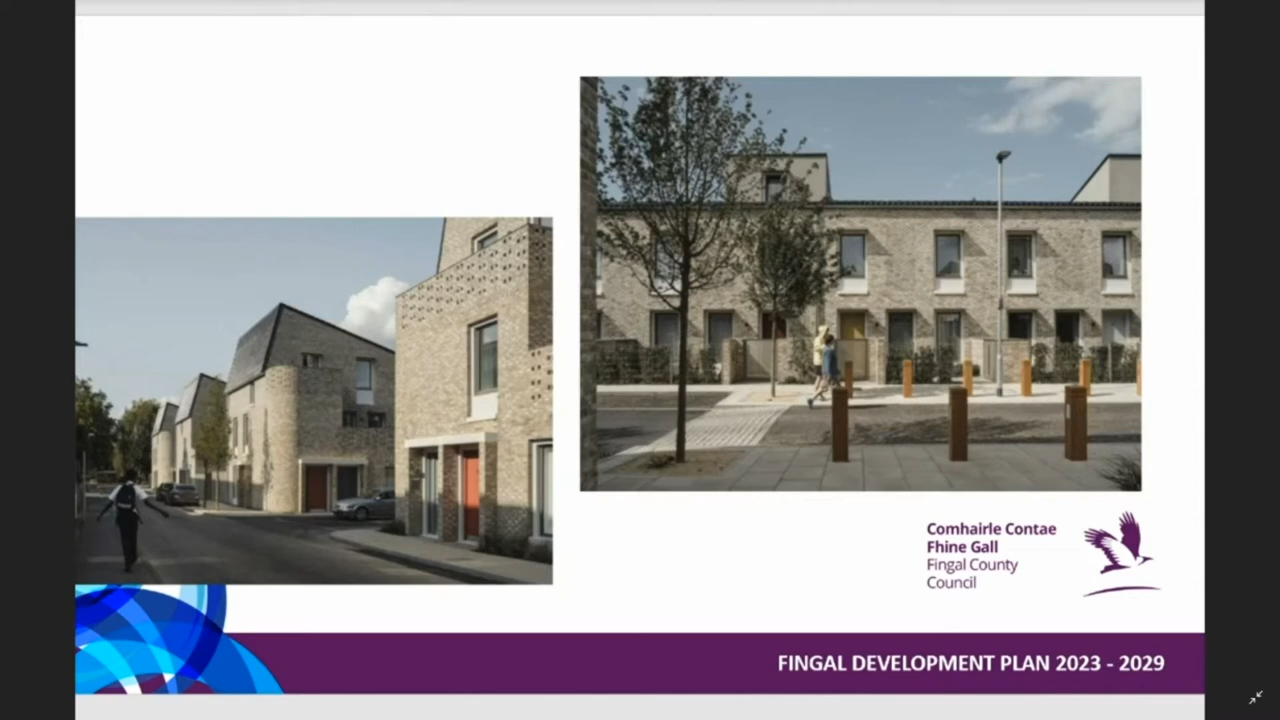 Comhairle Contae
Fhine Gall
Fingal County
Council
FINGAL DEVELOPMENT PLAN 2023 - 2029